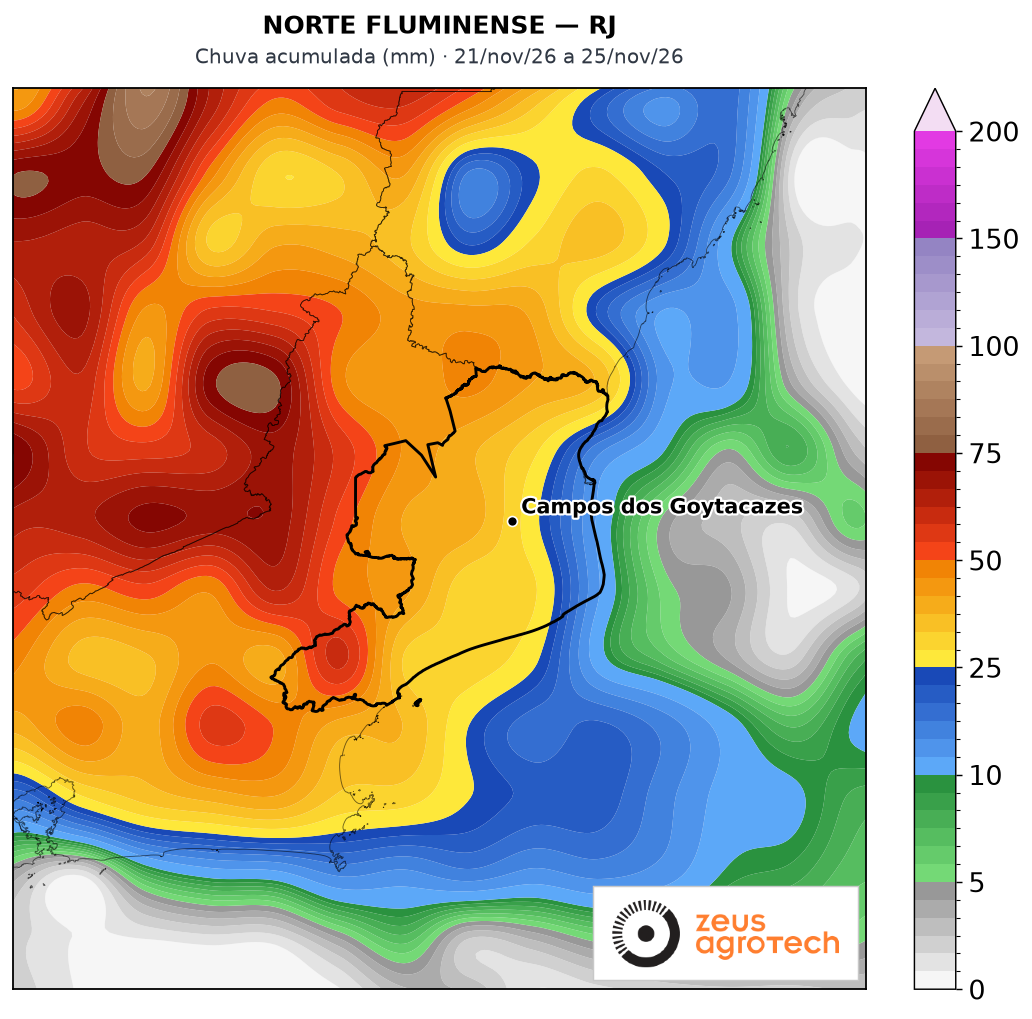 NORTE FLUMINENSE — RJ
Chuva acumulada (mm) · 21/nov/26 a 25/nov/26
200
150
100
75
50
25
10
5
0
Campos dos Goytacazes
zeus
agrotech